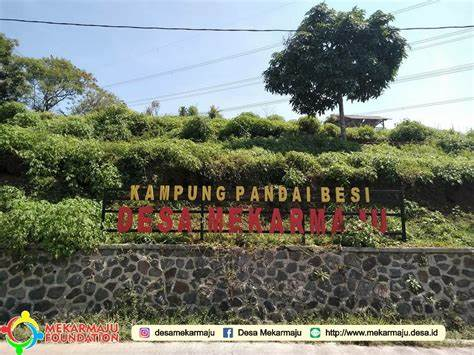 KAMPUNG PANDAI BESI
DESA MEKARMAJU
MEKARMAJU
FOUNDATION
desamekarmaju
Desa Mekarmaju
http://www.mekarmaju.desa.id